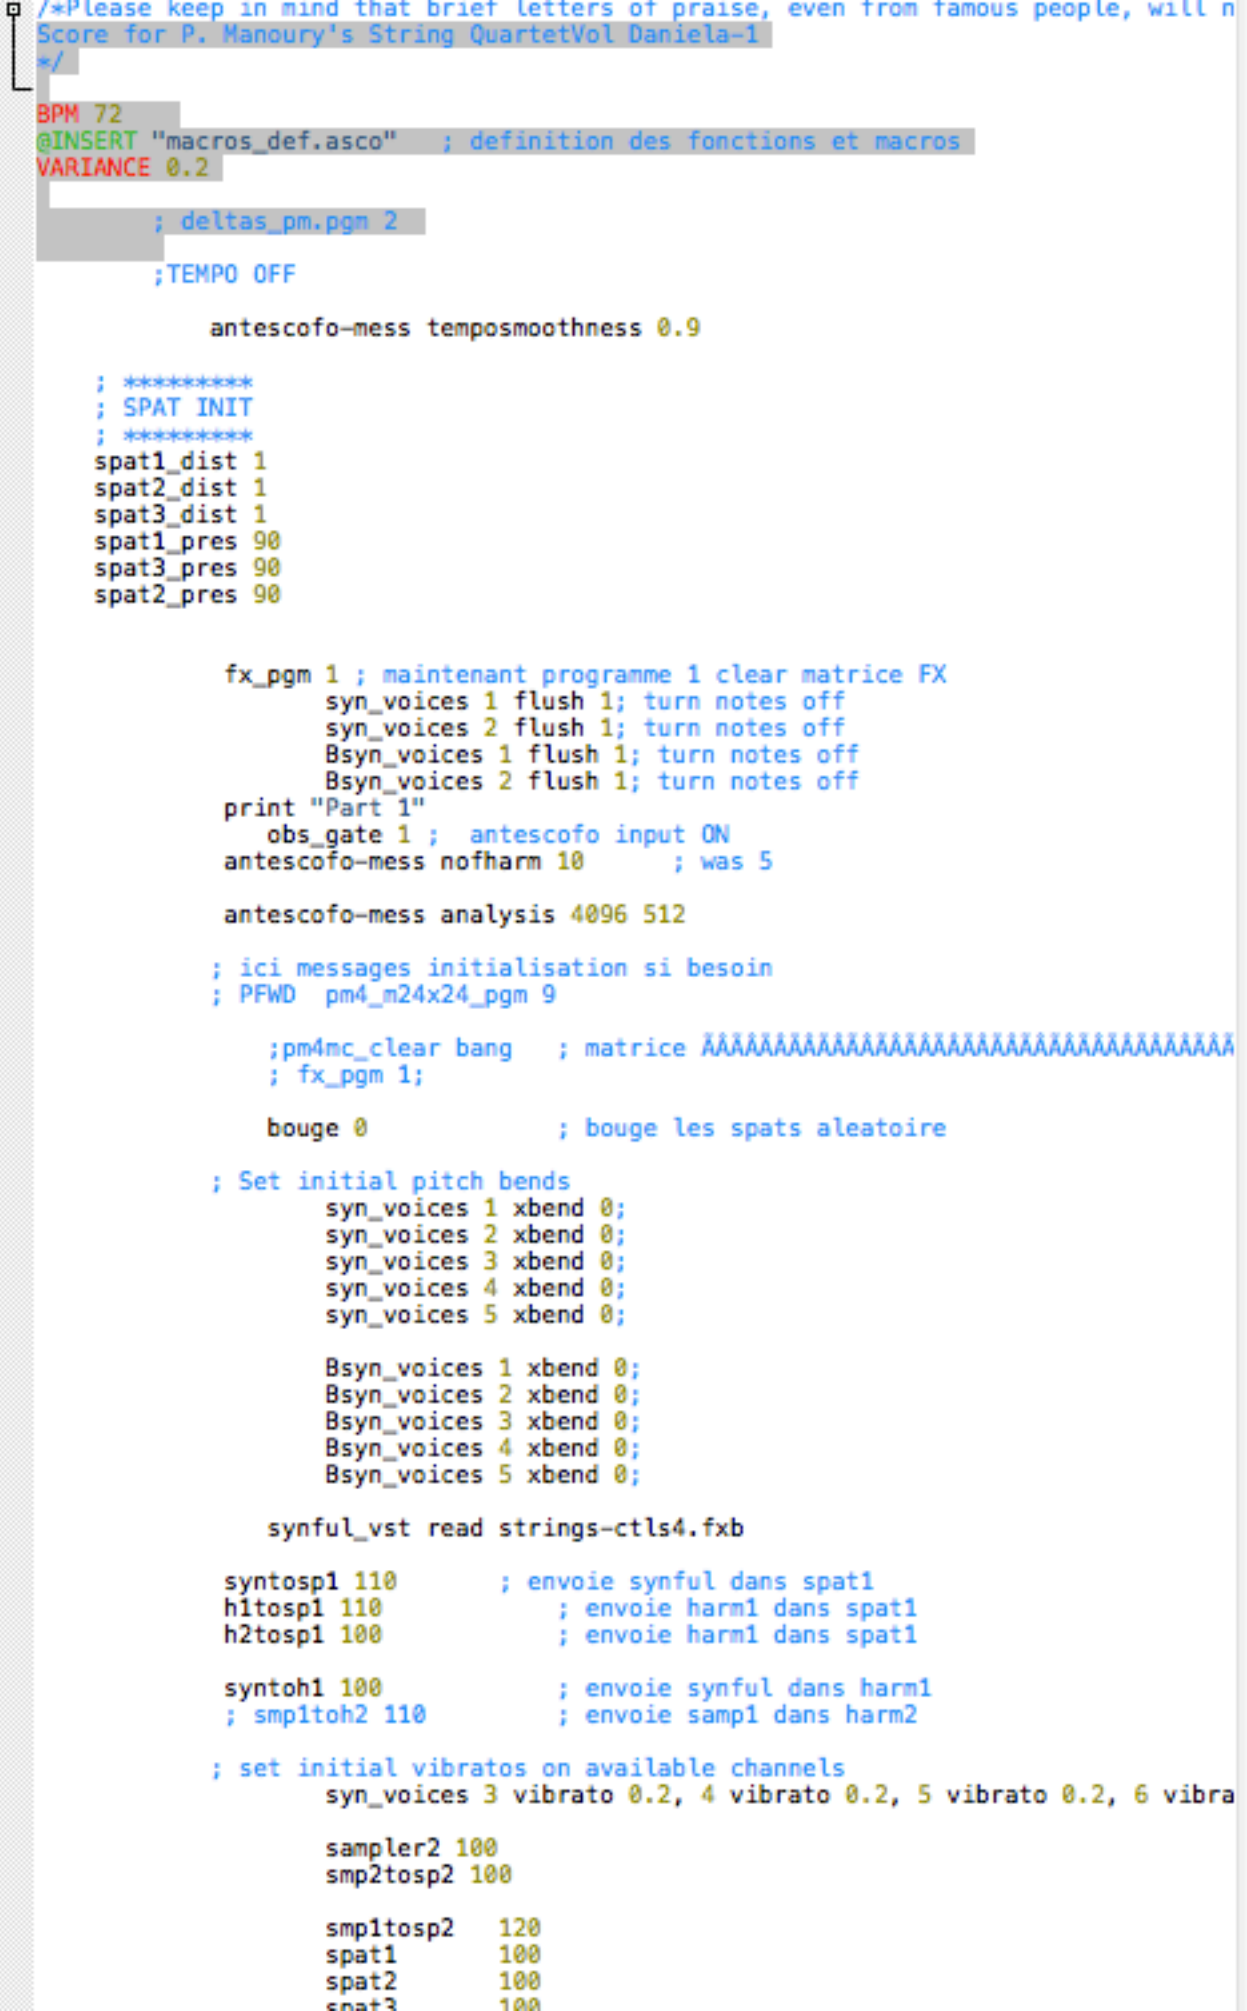 /*Please keep in mind that brief letters of praise, even from famous people, will n
Score for P. Manoury's String QuartetVol Daniela-1
*/
BPM 72
@INSERT "macros_def.asco" ; definition des fonctions et macros
VARIANCE 0.2
; deltas_pm.pgm 2
;TEMPO OFF
antescofo-mess temposmoothness 0.9
; *********
; SPAT INIT
; *********
spat1_dist 1
spat2_dist 1
spat3_dist 1
spat1_pres 90
spat3_pres 90
spat2_pres 90
fx_pgm 1 ; maintenant programme 1 clear matrice FX
syn_voices 1 flush 1; turn notes off
syn_voices 2 flush 1; turn notes off
Bsyn_voices 1 flush 1; turn notes off
Bsyn_voices 2 flush 1; turn notes off
print "Part 1"
obs_gate 1 ; antescofo input ON
antescofo-mess nofharm 10 ; was 5
antescofo-mess analysis 4096 512
; ici messages initialisation si besoin
; PFWD pm4_m24x24_pgm 9
;pm4mc_clear bang ; matrice
; fx_pgm 1;
bouge 0 ; bouge les spats aleatoire
; Set initial pitch bends
syn_voices 1 xbend 0;
syn_voices 2 xbend 0;
syn_voices 3 xbend 0;
syn_voices 4 xbend 0;
syn_voices 5 xbend 0;
Bsyn_voices 1 xbend 0;
Bsyn_voices 2 xbend 0;
Bsyn_voices 3 xbend 0;
Bsyn_voices 4 xbend 0;
Bsyn_voices 5 xbend 0;
synful_vst read strings-ctls4.fxb
syntosp1 110 ; envoie synful dans spat1
h1tosp1 110 ; envoie harm1 dans spat1
h2tosp1 100 ; envoie harm1 dans spat1
syntoh1 100 ; envoie synful dans harm1
; smp1toh2 110 ; envoie samp1 dans harm2
; set initial vibratos on available channels
syn_voices 3 vibrato 0.2, 4 vibrato 0.2, 5 vibrato 0.2, 6 vibra
sampler2 100
smp2tosp2 100
smp1tosp2 120
spat1 100
spat2 100
spat3 100